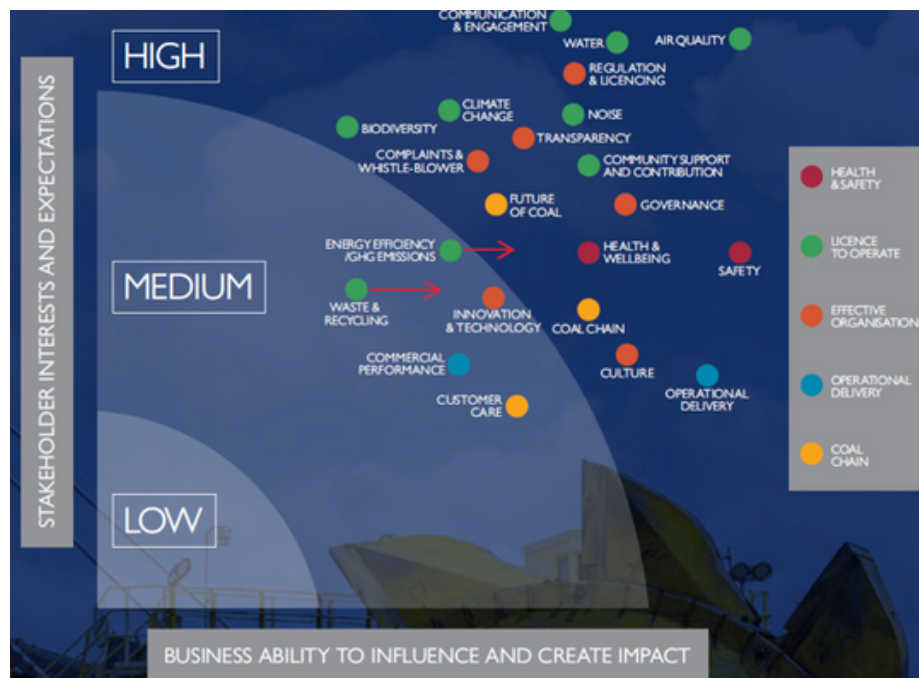 COMMUNICATION
& ENGAGEMENT
WATER
AIR QUALITY
HIGH
REGULATION
& LICENCING
CLIMATE
CHANGE
NOISE
BIODIVERSITY
TRANSPARENCY
COMPLAINTS &
WHISTLE-BLOWER
COMMUNITY SUPPORT
AND CONTRIBUTION
FUTURE
OF COAL
GOVERNANCE
ENERGY EFFICIENCY
/GHG EMISSIONS
HEALTH &
WELLBEING
SAFETY
MEDIUM
WASTE &
RECYCLING
INNOVATION
& TECHNOLOGY
COAL CHAIN
COMMERCIAL
PERFORMANCE
CULTURE
OPERATIONAL
DELIVERY
CUSTOMER
CARE
LOW
STAKEHOLDER INTERESTS AND EXPECTATIONS
BUSINESS ABILITY TO INFLUENCE AND CREATE IMPACT
HEALTH
& SAFETY
LICENCE
TO OPERATE
EFFECTIVE
ORGANISATION
OPERATIONAL
DELIVERY
COAL
CHAIN